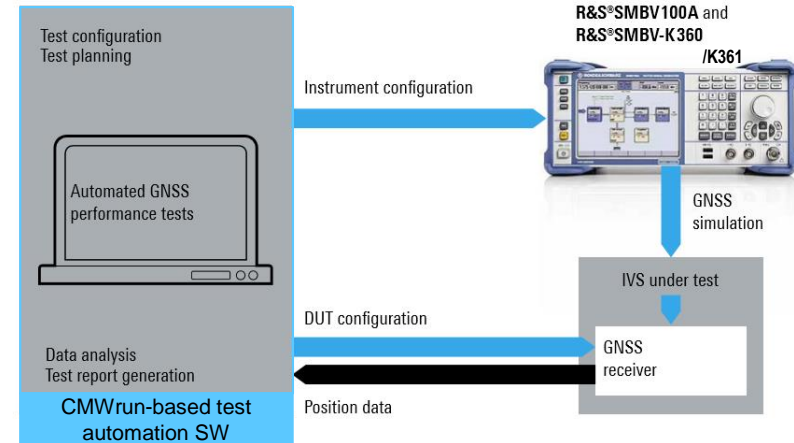 R&S®SMBV100A and
R&S®SMBV-K360
/K361
Test configuration
Test planning
Instrument configuration
Automated GNSS
performance tests
GNSS
simulation
IVS under test
DUT configuration
GNSS
receiver
Data analysis
Test report generation
Position data
CMWrun-based test
automation SW